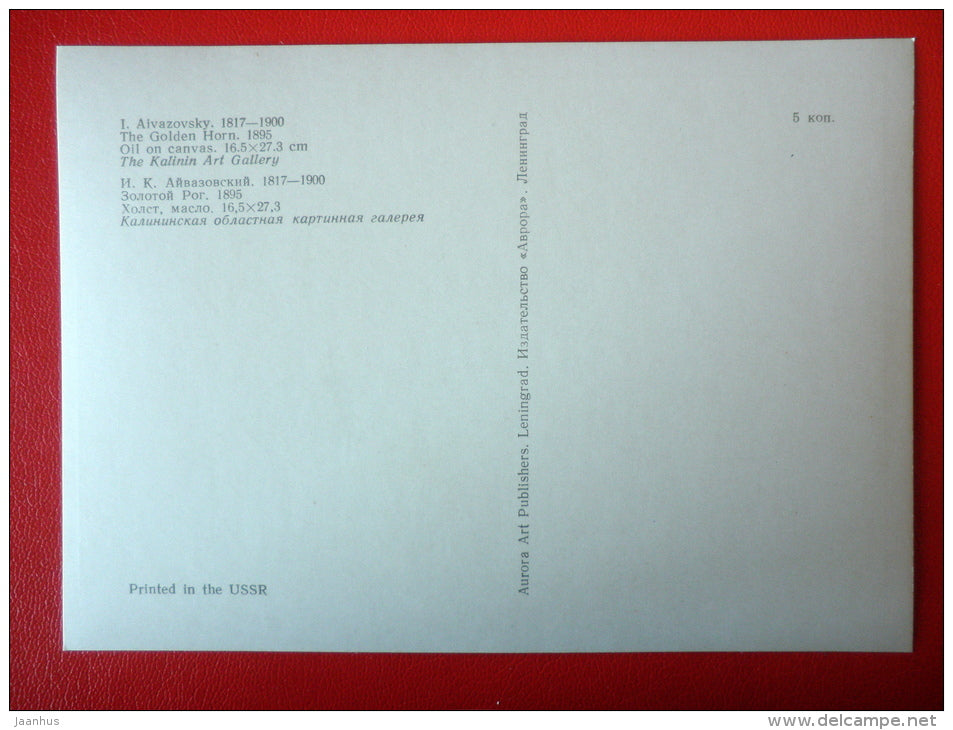 I. Aivazovsky. 1817—1900
The Golden Horn. 1895
Oil on canvas. 16.5×27.3 cm
The Kalinin Art Gallery
И. К. Айвазовский. 1817—1900
Золотой Рог. 1895
Холст, масло. 16,5×27,3
Калининская областная картинная галерея
Printed in the USSR
Aurora Art Publishers. Leningrad. Издательство «Аврора». Ленинград
5 коп.
jaanhus
www.delcampe.net